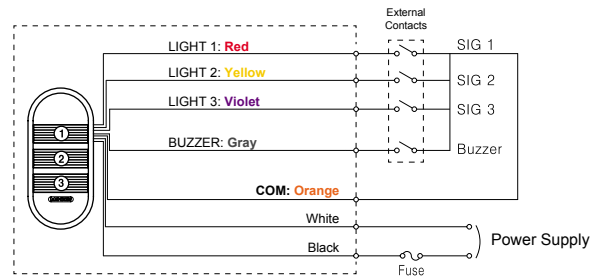 External
Contacts
LIGHT 1: Red
SIG 1
LIGHT 2: Yellow
SIG 2
LIGHT 3: Violet
SIG 3
BUZZER: Gray
Buzzer
1
2
3
COM: Orange
White
Black
Fuse
Power Supply